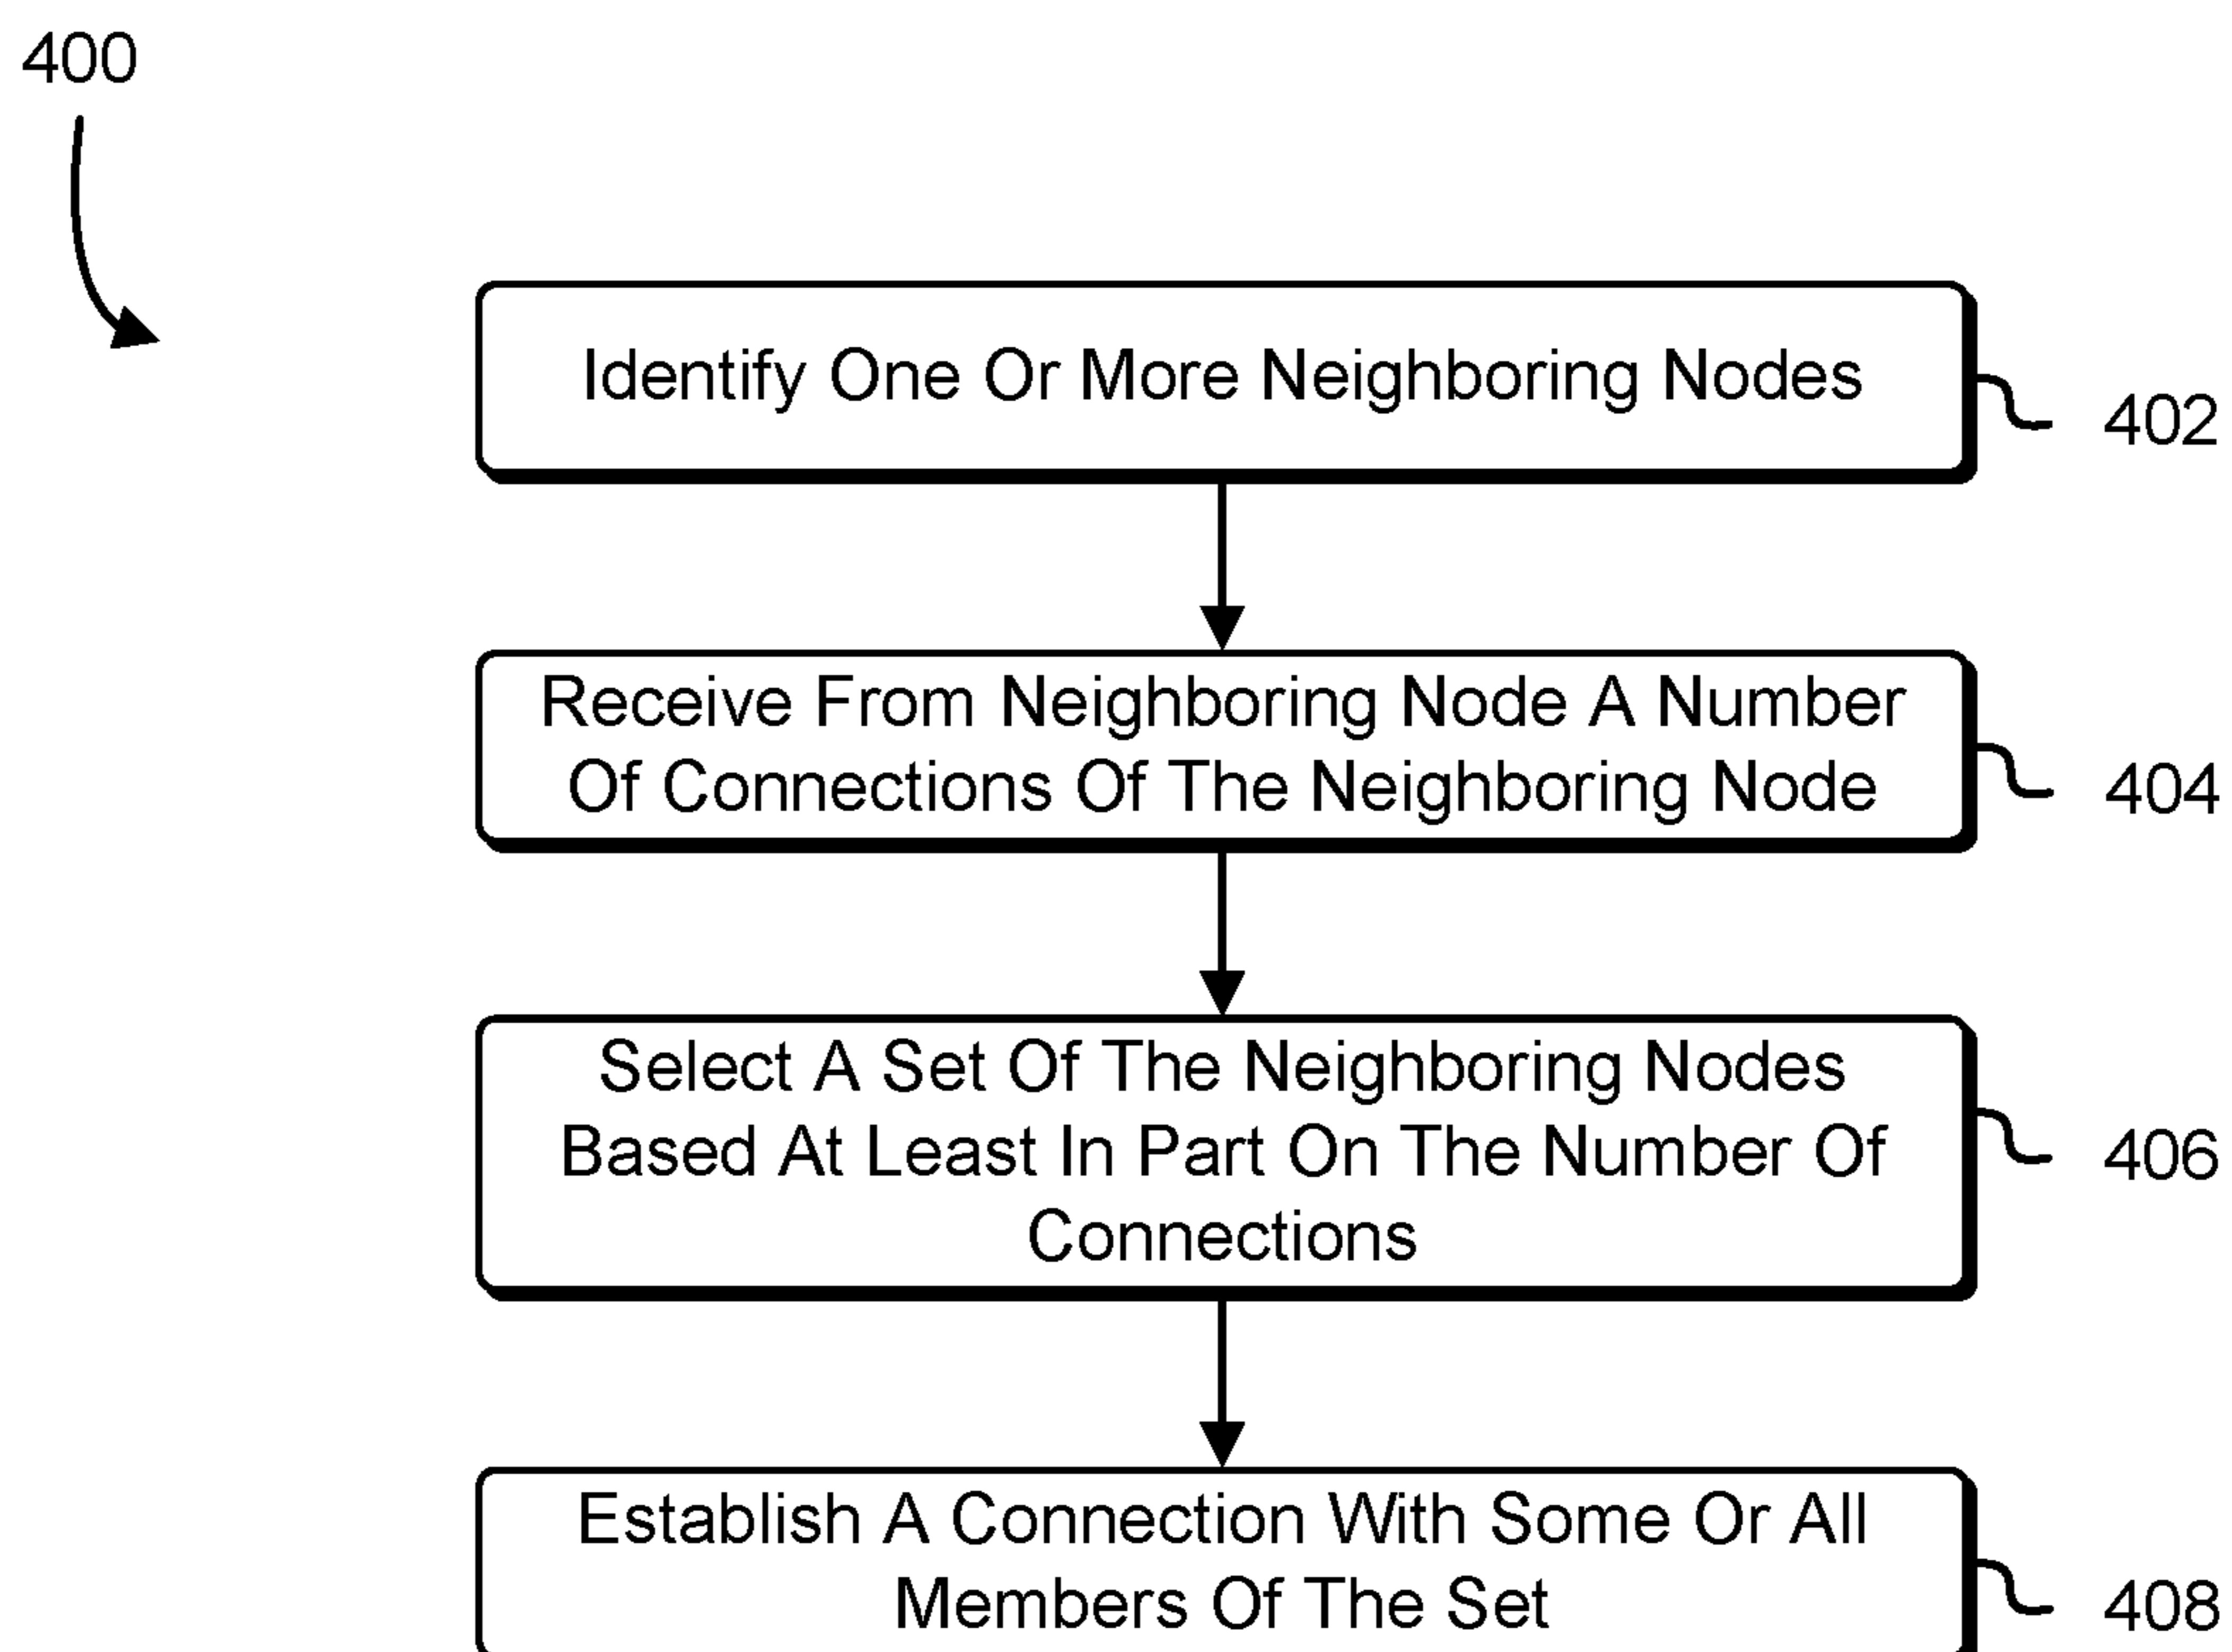 400
Identify One Or More Neighboring Nodes
402
Receive From Neighboring Node A Number
Of Connections Of The Neighboring Node
404
Select A Set Of The Neighboring Nodes
Based At Least In Part On The Number Of
Connections
406
Establish A Connection With Some Or All
Members Of The Set
408